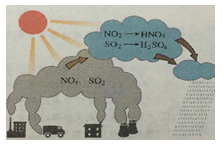 NO₂ → HNO₃
SO₂ → H₂SO₄
NOₓ SO₂